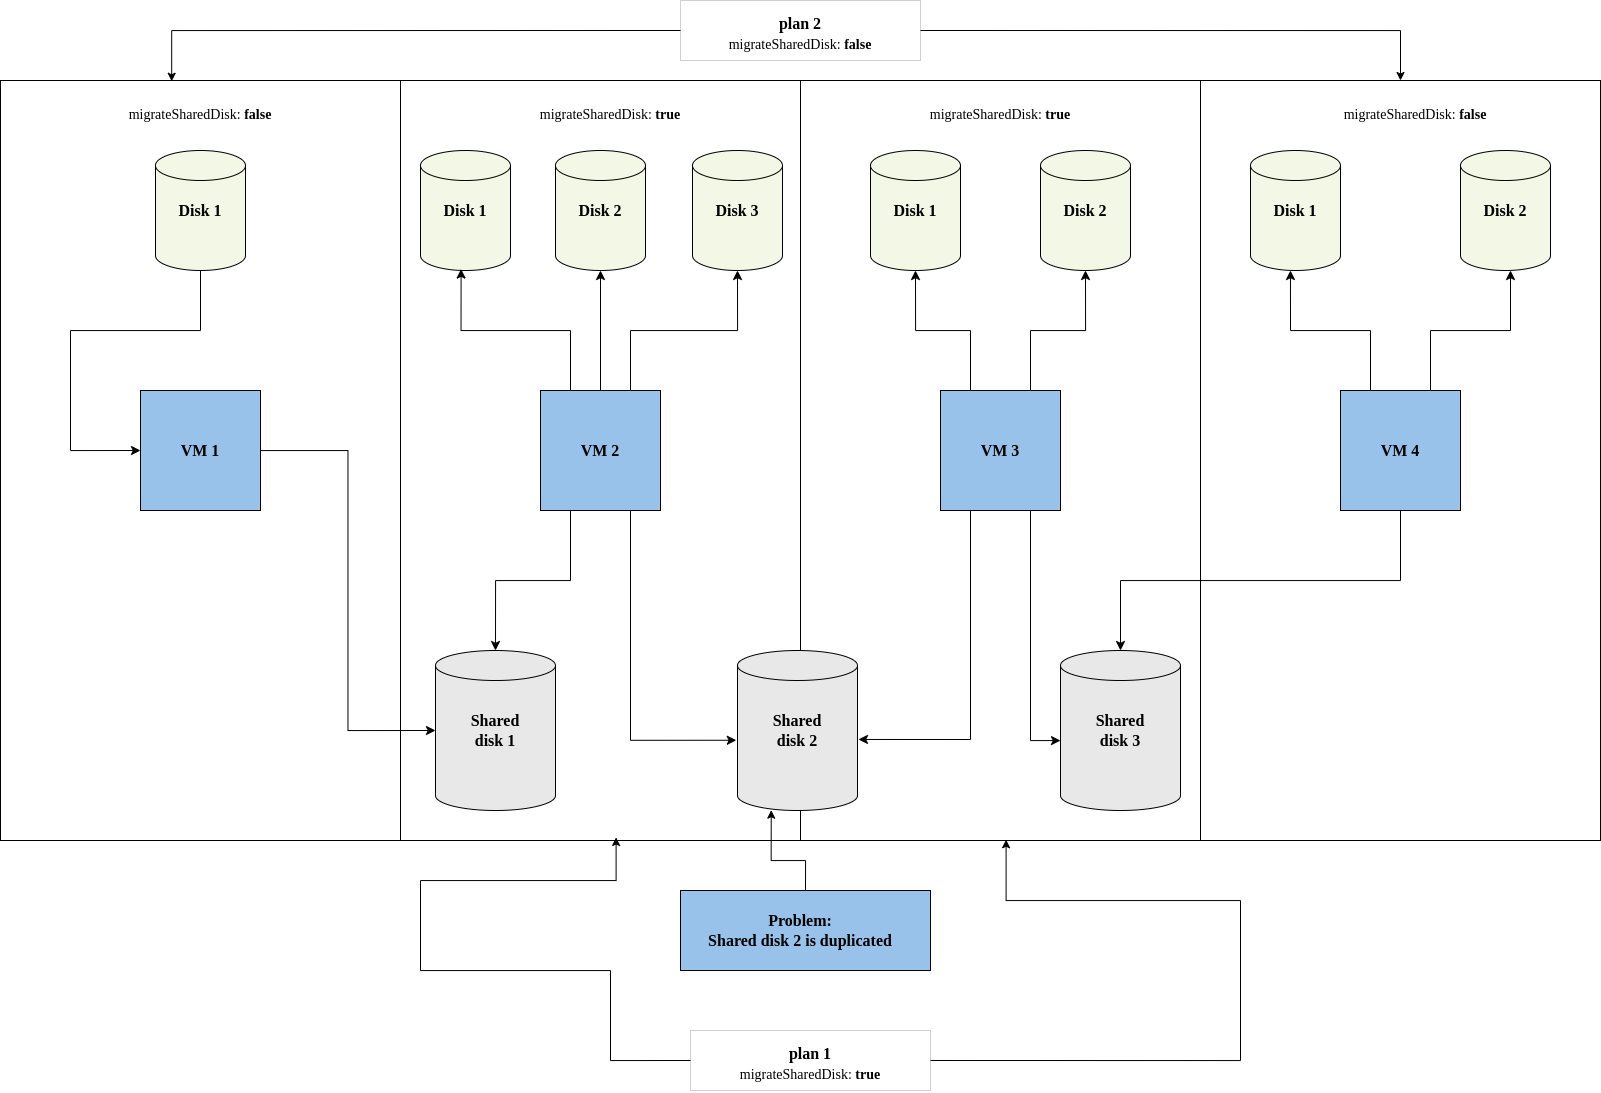 plan 2
migrateSharedDisk: false
migrateSharedDisk: false
migrateSharedDisk: true
migrateSharedDisk: true
migrateSharedDisk: false
Disk 1
Disk 1
Disk 2
Disk 3
Disk 1
Disk 2
Disk 1
Disk 2
VM 1
VM 2
VM 3
VM 4
Shared
disk 1
Shared
disk 2
Shared
disk 3
Problem:
Shared disk 2 is duplicated
plan 1
migrateSharedDisk: true